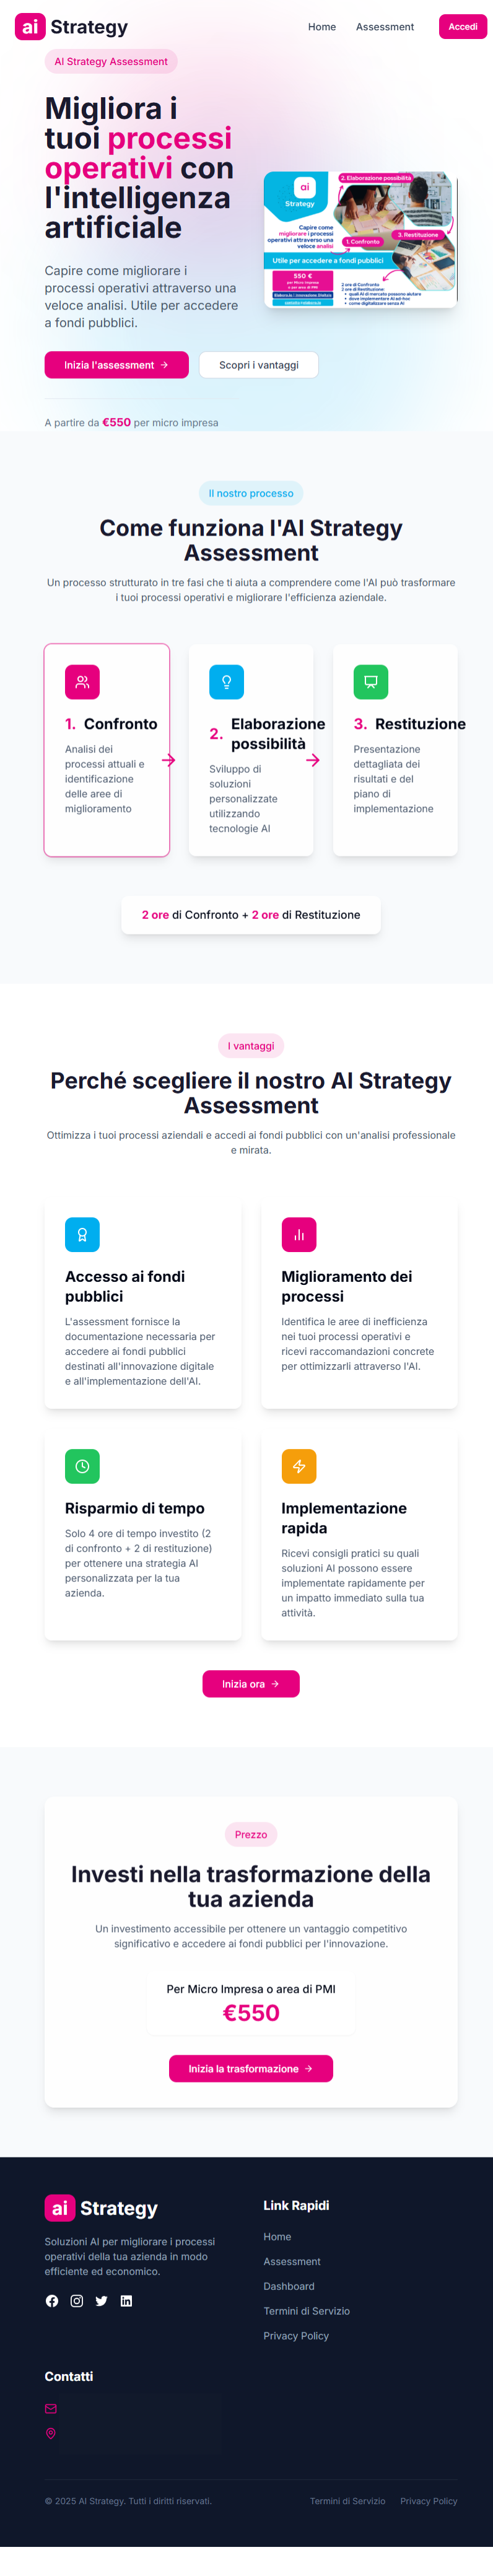 ai Strategy
Home Assessment Accedi
AI Strategy Assessment
Migliora i
tuoi processi
operativi con
l'intelligenza
artificiale
Capire come migliorare i
processi operativi attraverso una
veloce analisi. Utile per accedere
a fondi pubblici.
Inizia l'assessment
Scopri i vantaggi
A partire da €550 per micro impresa
ai
Strategy
Capire come
migliorare i processi
operativi attraverso una
veloce analisi
Utile per accedere a fondi pubblici
550 €
2. Elaborazione possibilità
1. Confronto
3. Restituzione
2 ore di Confronto
2 ore di Restituzione
Il nostro processo
Come funziona l'AI Strategy
Assessment
Un processo strutturato in tre fasi che ti aiuta a comprendere come l'AI può trasformare
i tuoi processi operativi e migliorare l'efficienza aziendale.
1. Confronto
Analisi dei
processi attuali e
identificazione
delle aree di
miglioramento
2. Elaborazione
possibilità
Sviluppo di
soluzioni
personalizzate
utilizzando
tecnologie AI
3. Restituzione
Presentazione
dettagliata dei
risultati e del
piano di
implementazione
2 ore di Confronto + 2 ore di Restituzione
I vantaggi
Perché scegliere il nostro AI Strategy
Assessment
Ottimizza i tuoi processi aziendali e accedi ai fondi pubblici con un'analisi professionale
e mirata.
Accesso ai fondi
pubblici
L'assessment fornisce la
documentazione necessaria per
accedere ai fondi pubblici
destinati all'innovazione digitale
e all'implementazione dell'AI.
Miglioramento dei
processi
Identifica le aree di inefficienza
nei tuoi processi operativi e
ricevi raccomandazioni concrete
per ottimizzarli attraverso l'AI.
Risparmio di tempo
Solo 4 ore di tempo investito (2
di confronto + 2 di restituzione)
per ottenere una strategia AI
personalizzata per la tua
azienda.
Implementazione
rapida
Ricevi consigli pratici su quali
soluzioni AI possono essere
implementate rapidamente per
un impatto immediato sulla tua
attività.
Inizia ora
Prezzo
Investi nella trasformazione della
tua azienda
Un investimento accessibile per ottenere un vantaggio competitivo
significativo e accedere ai fondi pubblici per l'innovazione.
Per Micro Impresa o area di PMI
€550
Inizia la trasformazione
ai Strategy
Soluzioni AI per migliorare i processi
operativi della tua azienda in modo
efficiente ed economico.
Link Rapidi
Home
Assessment
Dashboard
Termini di Servizio
Privacy Policy
Contatti
© 2025 AI Strategy. Tutti i diritti riservati.
Termini di Servizio Privacy Policy